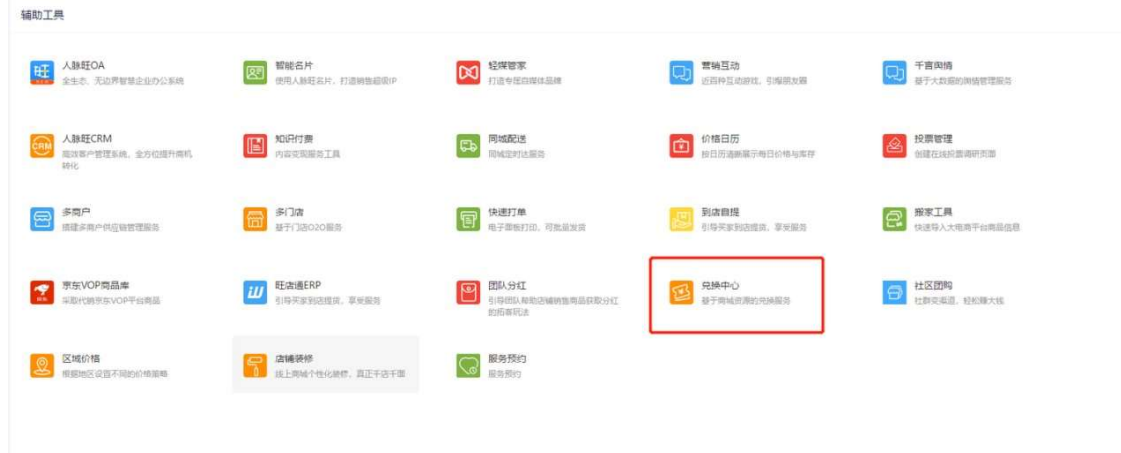 辅助工具
人脉旺OA
全生态、无边界智慧企业办公系统
智能名片
使用人脉旺名片，打造销售超级IP
轻媒管家
打造专属自媒体品牌
营销互动
近百种互动游戏，引爆朋友圈
千言舆情
基于大数据的舆情管理服务
人脉旺CRM
高效客户管理系统，全方位提升商机
转化
知识付费
内容变现服务工具
同城配送
同城定时达服务
价格日历
按日历清晰展示每日价格与库存
投票管理
创建在线投票调研页面
多商户
搭建多商户供应链管理服务
多门店
基于门店O2O服务
快速打单
电子面板打印，可批量发货
到店自提
引导买家到店提货，享受服务
搬家工具
快速导入大电商平台商品信息
京东VOP商品库
采取代销京东VOP平台商品
旺店通ERP
引导买家到店提货，享受服务
团队分红
引导团队帮助店铺销售商品获取分红
的拓客玩法
兑换中心
基于商城资源的兑换服务
社区团购
社群变渠道，轻松赚大钱
区域价格
根据地区设置不同的价格策略
店铺装修
线上商城个性化装修，真正千店千面
服务预约
服务预约